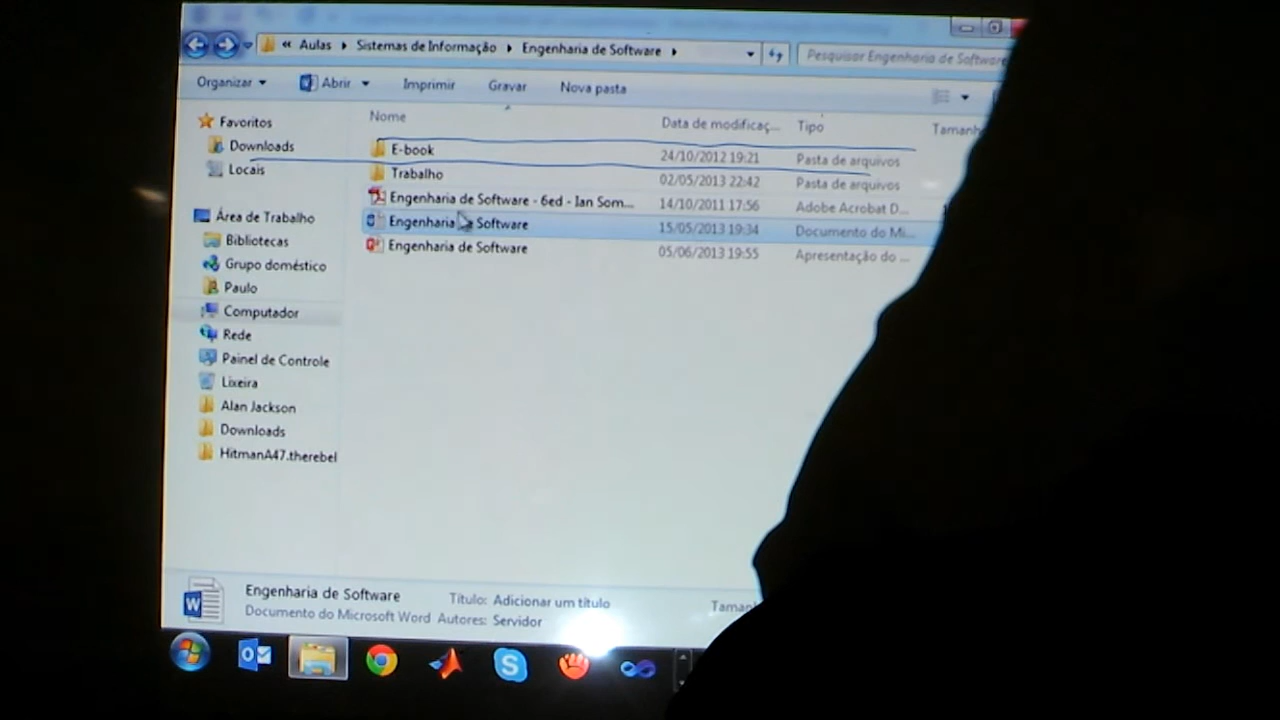 « Aulas Sistemas de Informação Engenharia de Software Pesquisar Engenharia de Software
Organizar Abrir Imprimir Gravar Nova pasta
Nome Data de modificaç... Tipo Tamanh
Favoritos
Downloads
Locais
Área de Trabalho
Bibliotecas
Grupo doméstico
Paulo
Computador
Rede
Painel de Controle
Lixeira
Alan Jackson
Downloads
HitmanA47.therebel
E-book 24/10/2012 19:21 Pasta de arquivos
Trabalho 02/05/2013 22:42 Pasta de arquivos
Engenharia de Software - 6ed - Ian Som... 14/10/2011 17:56 Adobe Acrobat D...
Engenharia Software 15/05/2013 19:34 Documento do Mi...
Engenharia de Software 05/06/2013 19:55 Apresentação do ...
Engenharia de Software Título: Adicionar um título Taman
Documento do Microsoft Word Autores: Servidor